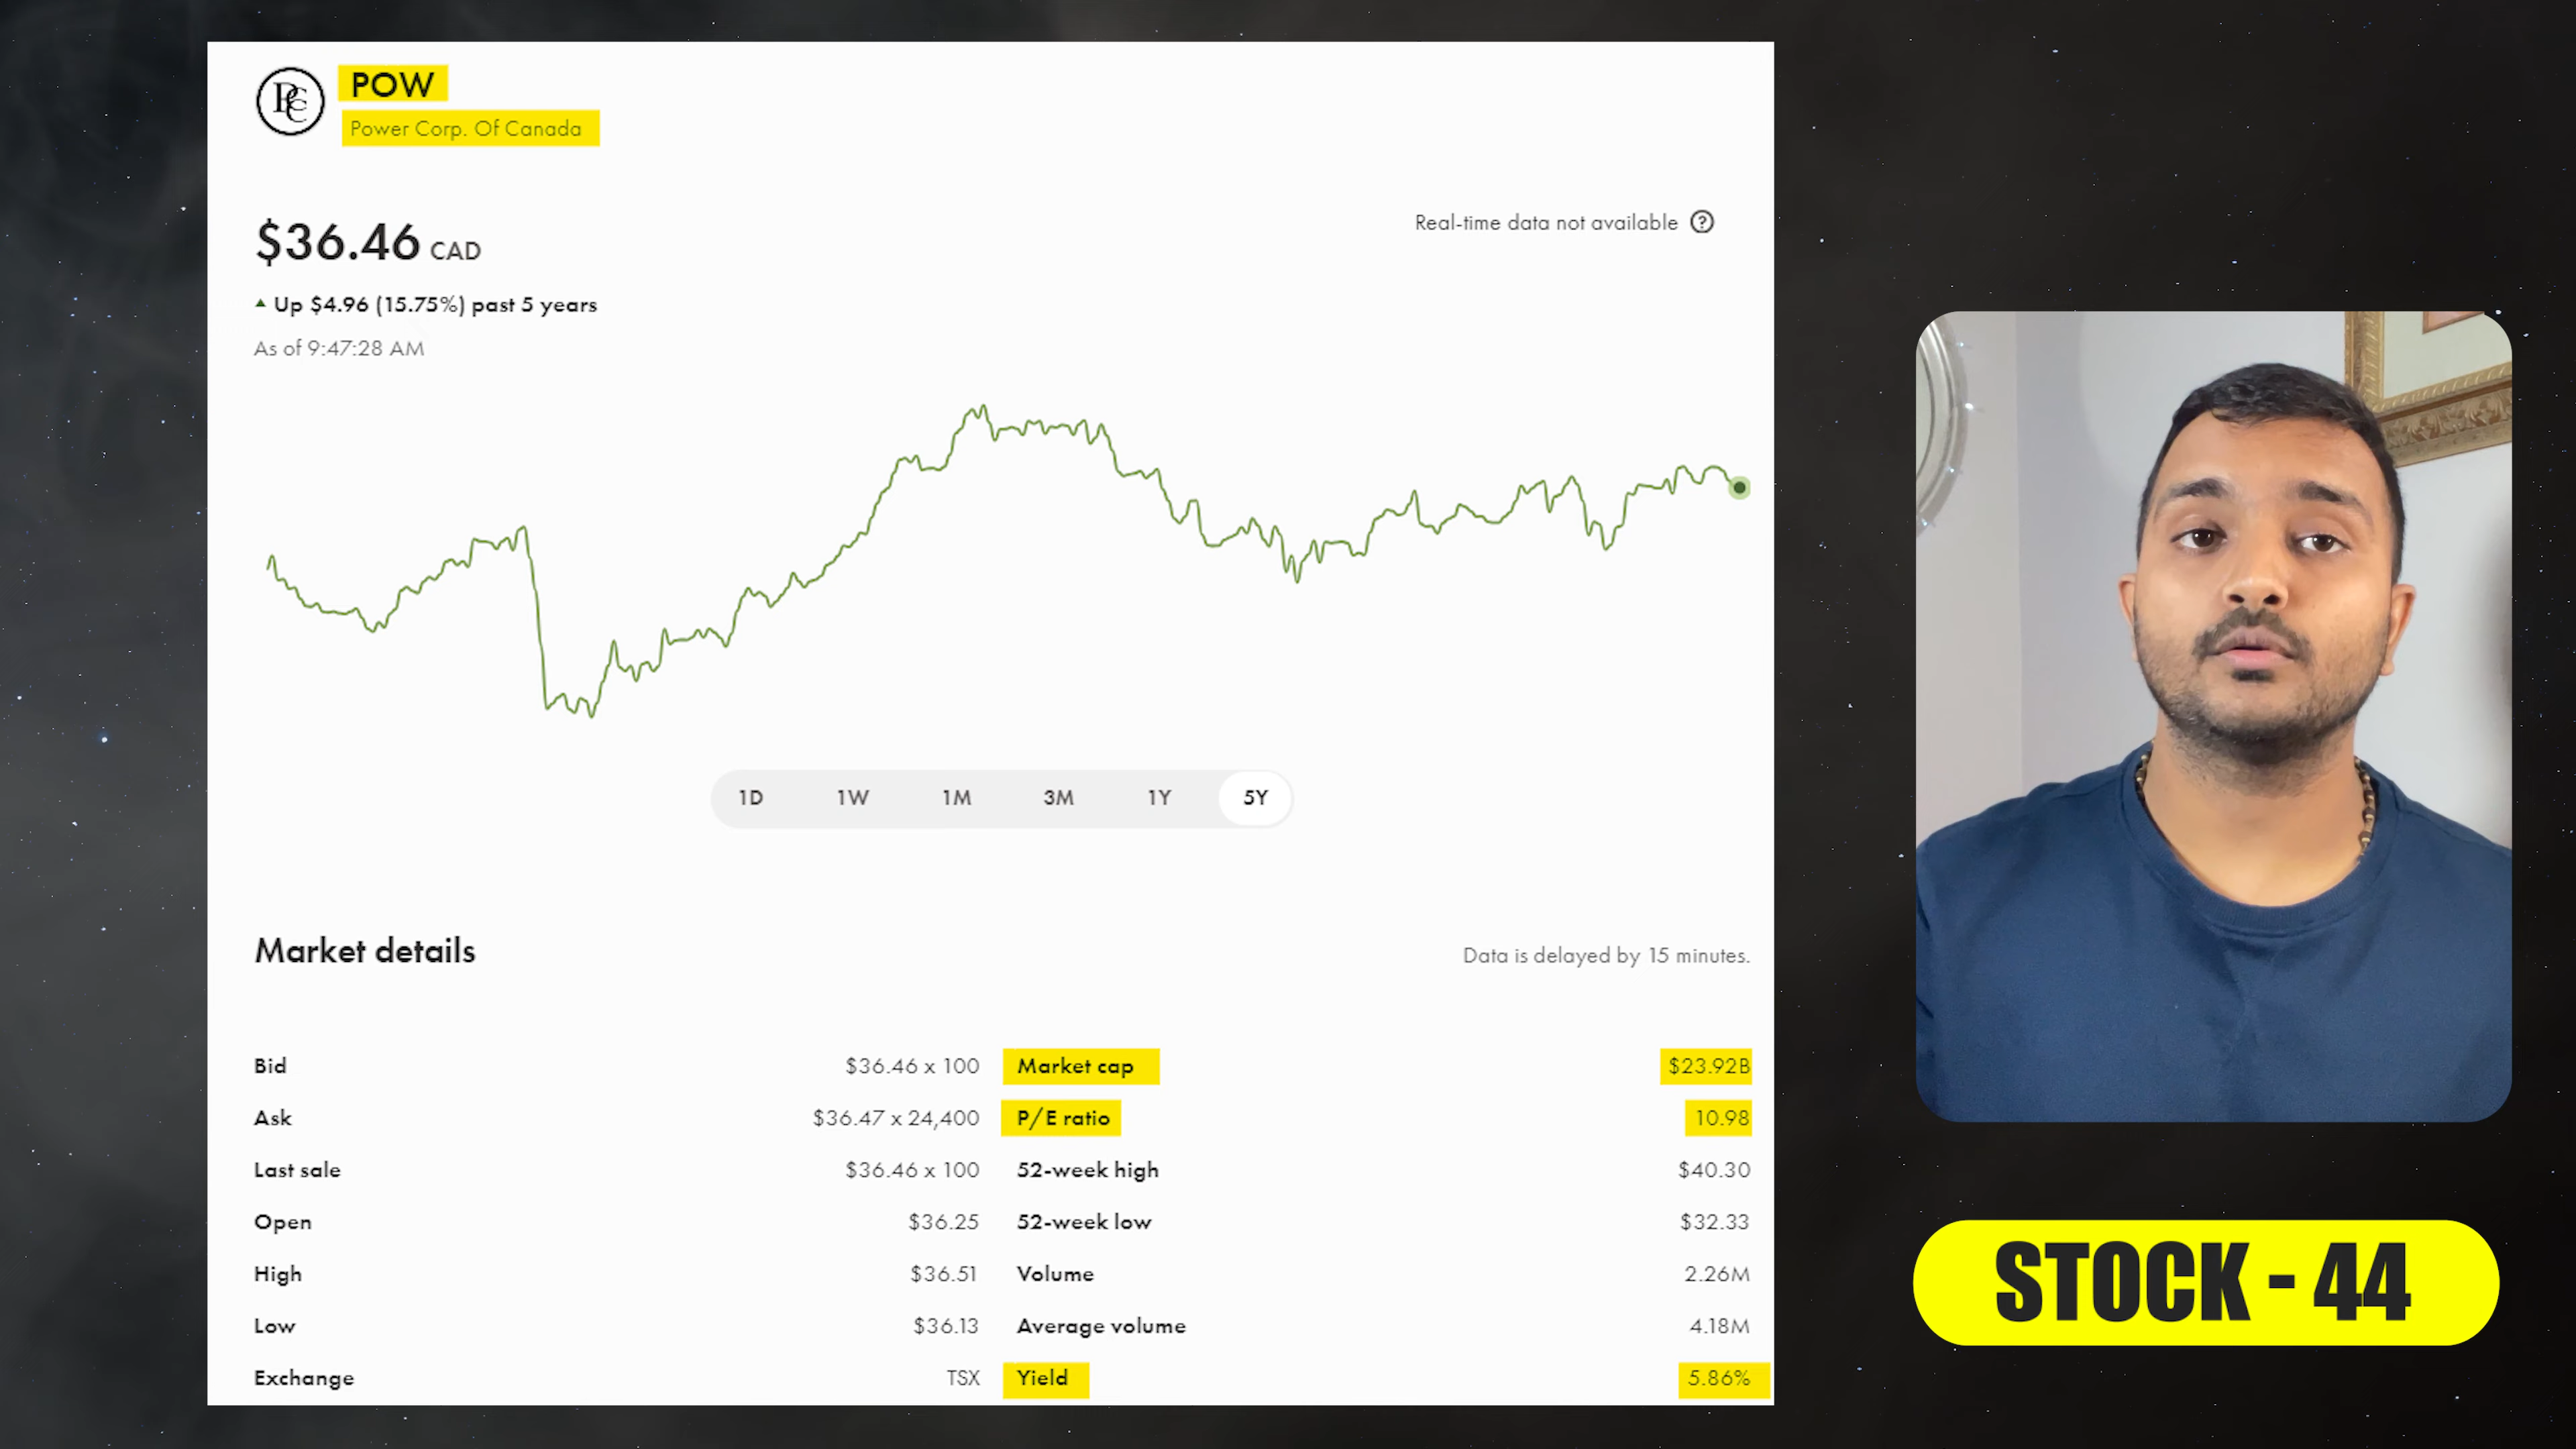 PCC
POW
Power Corp. Of Canada
$36.46 CAD
Real-time data not available ?
Up $4.96 (15.75%) past 5 years
As of 9:47:28 AM
1D 1W 1M 3M 1Y 5Y
Market details
Data is delayed by 15 minutes.
Bid $36.46 x 100 Market cap $23.92B
Ask $36.47 x 24,400 P/E ratio 10.98
Last sale $36.46 x 100 52-week high $40.30
Open $36.25 52-week low $32.33
High $36.51 Volume 2.26M
Low $36.13 Average volume 4.18M
Exchange TSX Yield 5.86%
STOCK - 44